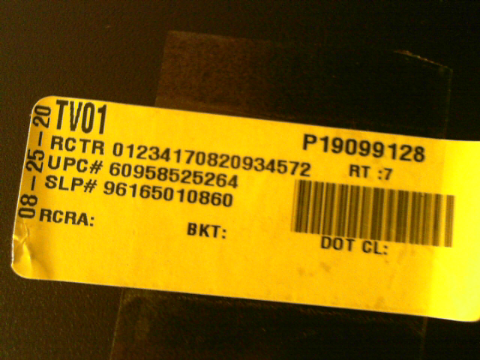 TV01
P19099128
RCTR 01234170820934572
RT :7
UPC# 60958525264
SLP# 96165010860
RCRA:
BKT:
DOT CL:
08-25-20